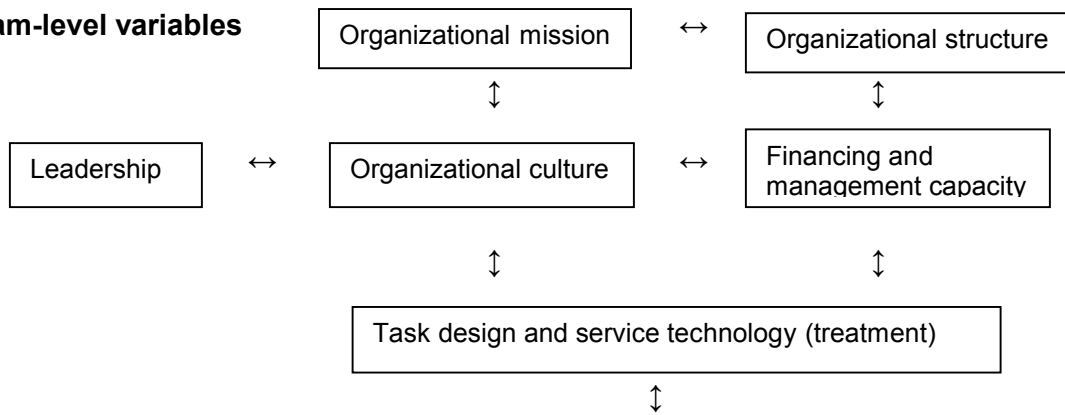 am-level variables
Organizational mission
↔
Organizational structure
↕
↕
Leadership
↔
Organizational culture
↔
Financing and
management capacity
↕
↕
Task design and service technology (treatment)
↕